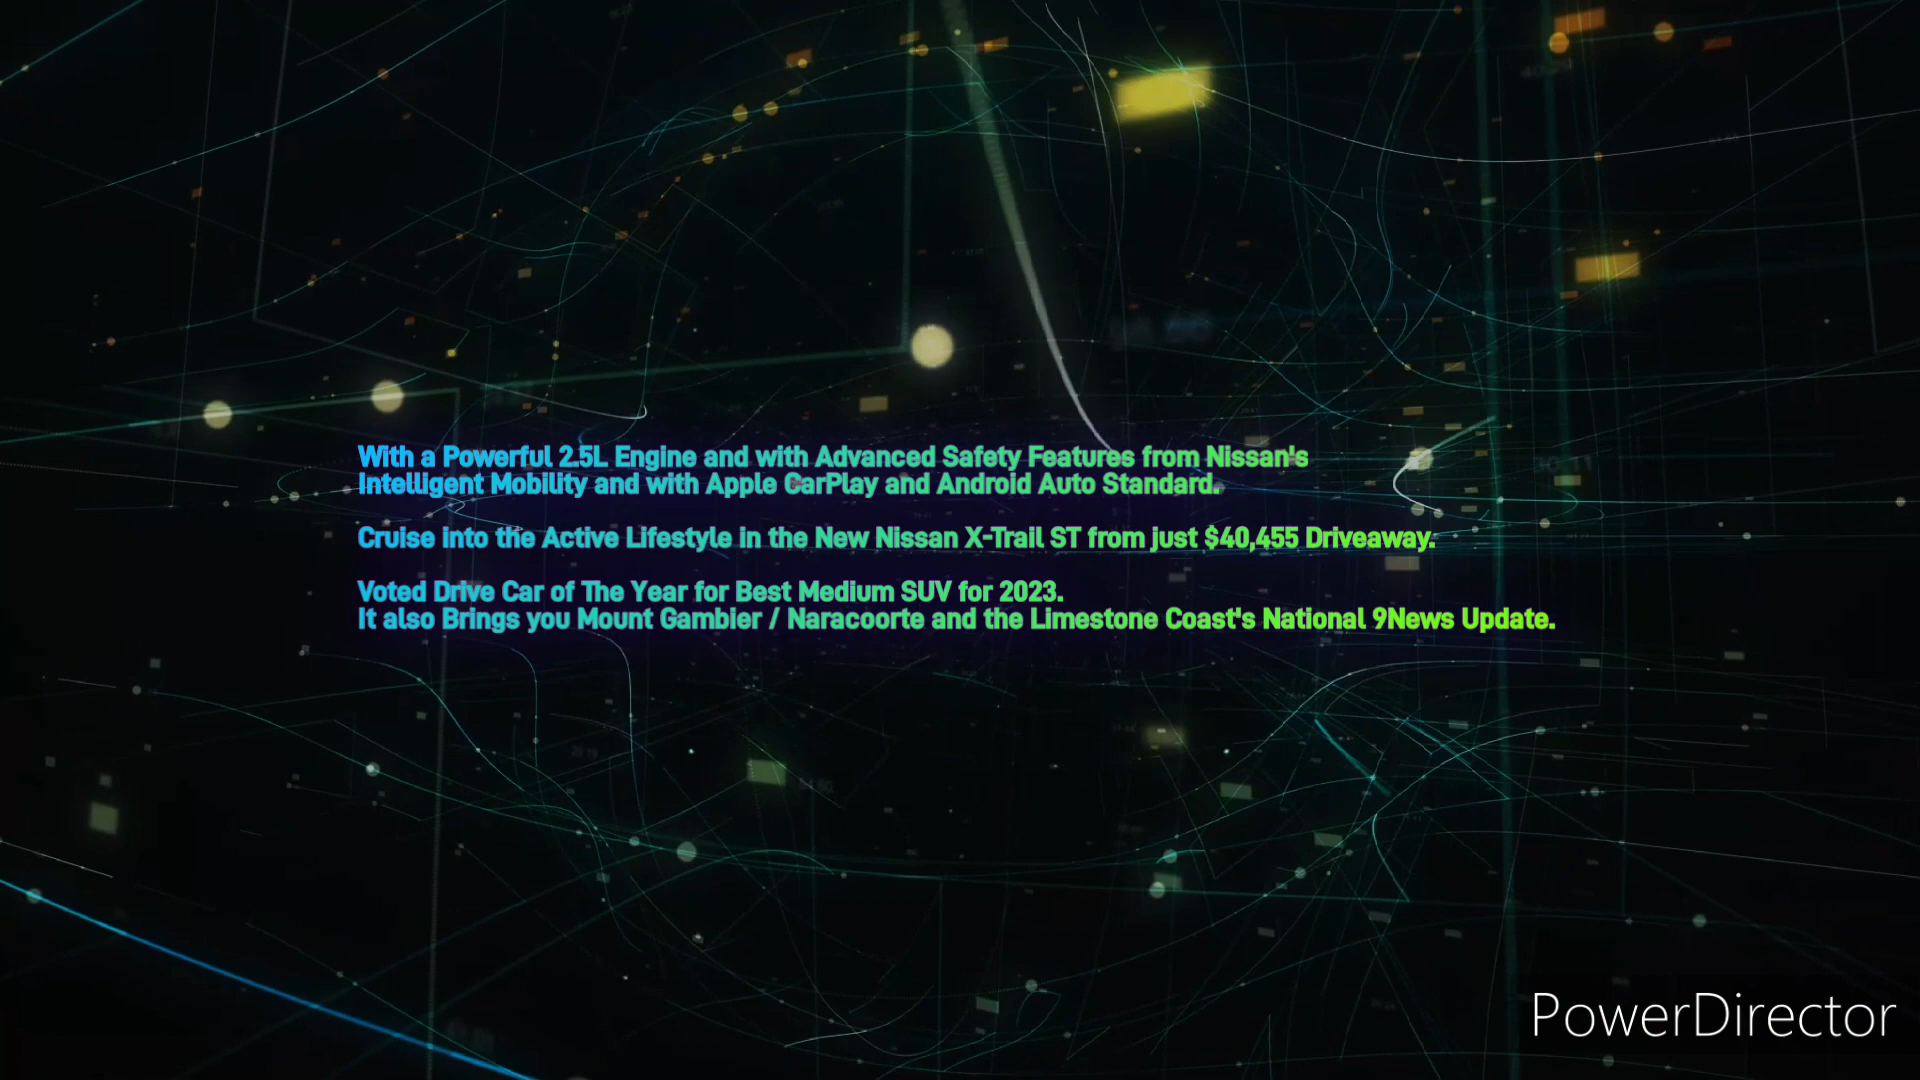 With a Powerful 2.5L Engine and with Advanced Safety Features from Nissan's
Intelligent Mobility and with Apple CarPlay and Android Auto Standard.
Cruise into the Active Lifestyle in the New Nissan X-Trail ST from just $40,455 Driveaway.
Voted Drive Car of The Year for Best Medium SUV for 2023.
It also Brings you Mount Gambier / Naracoorte and the Limestone Coast's National 9News Update.
PowerDirector